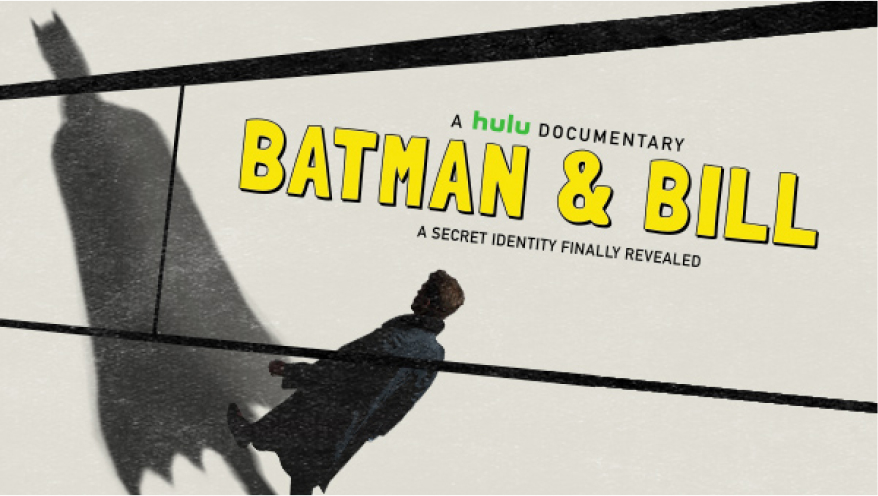 A hulu DOCUMENTARY
BATMAN & BILL
A SECRET IDENTITY FINALLY REVEALED